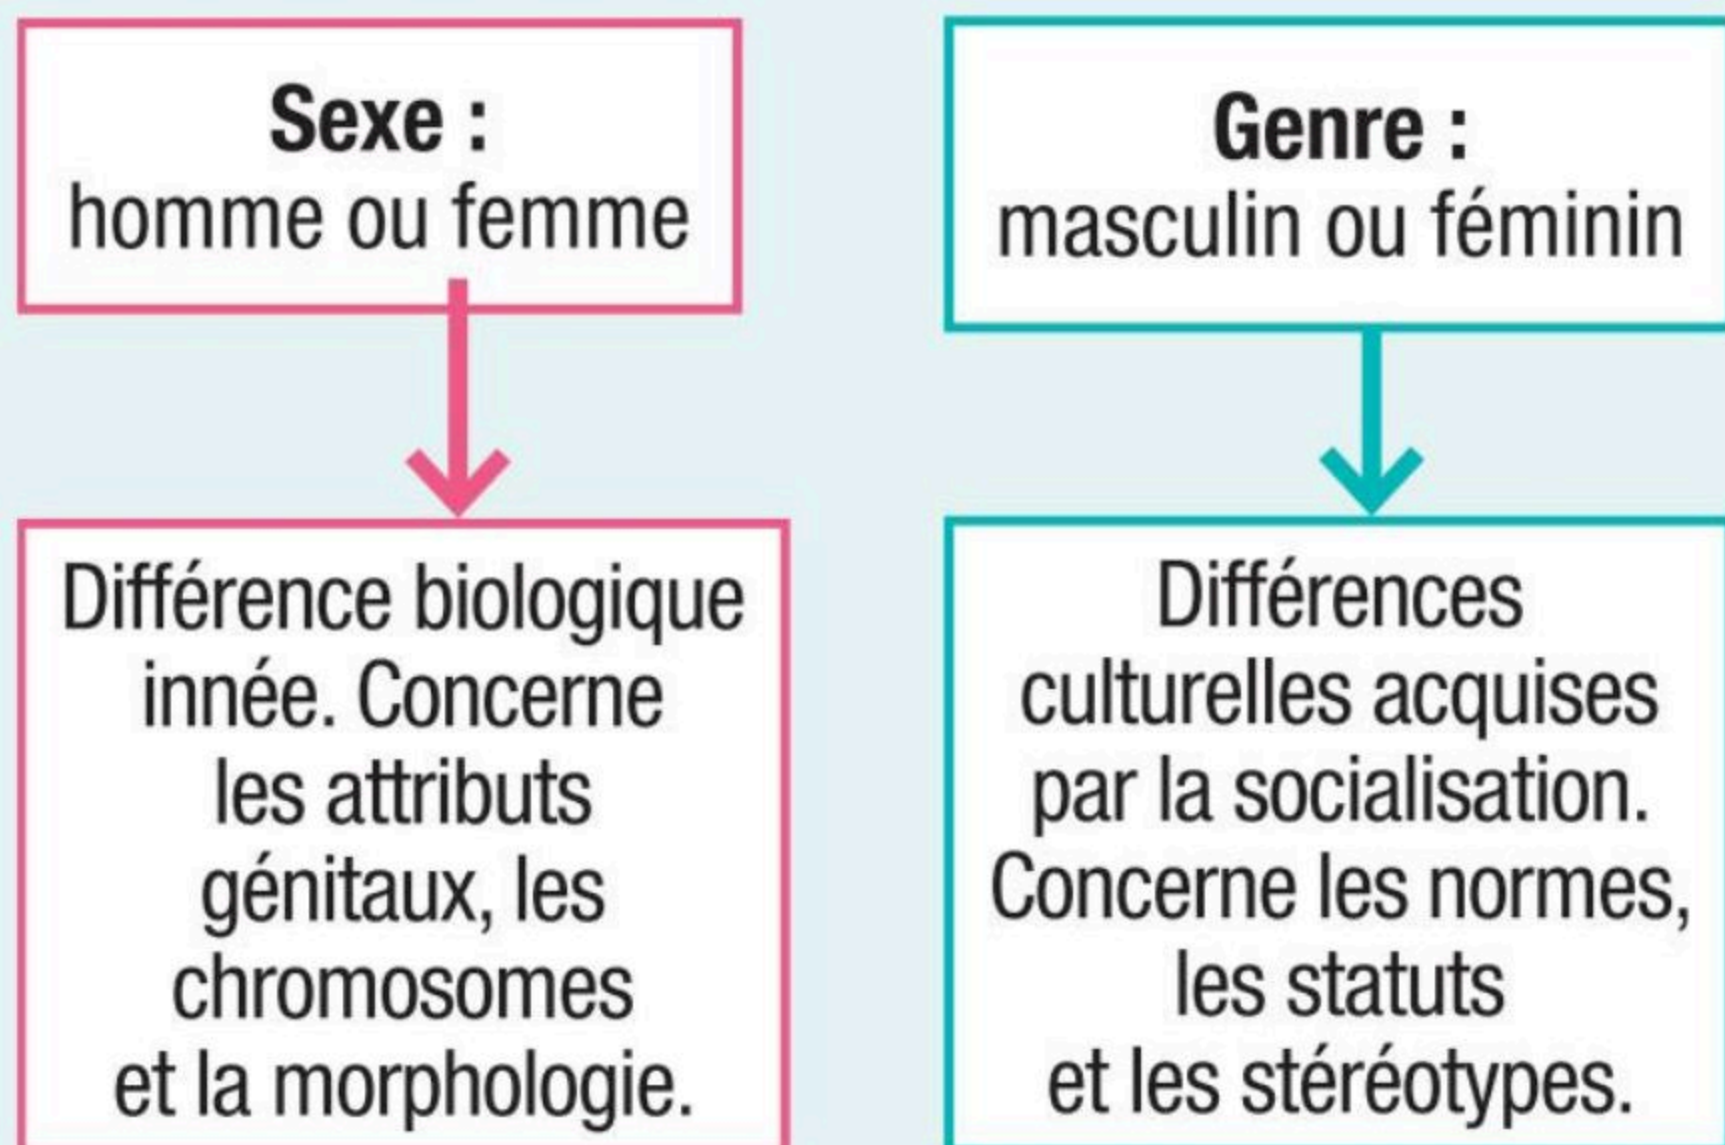 Sexe :
homme ou femme
Différence biologique
innée. Concerne
les attributs
génitaux, les
chromosomes
et la morphologie.
Genre :
masculin ou féminin
Différences
culturelles acquises
par la socialisation.
Concerne les normes,
les statuts
et les stéréotypes.